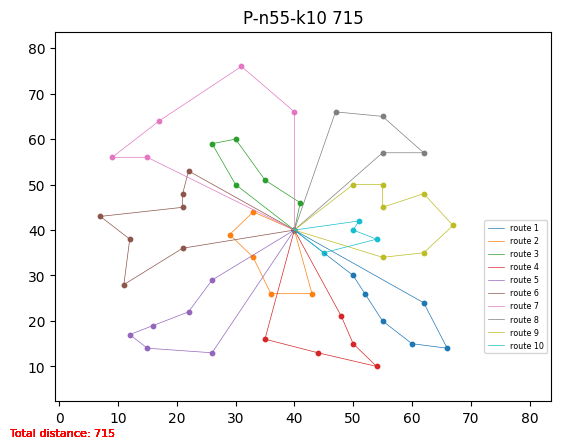 P-n55-k10 715
80
70
60
50
40
30
20
10
0 10 20 30 40 50 60 70 80
route 1
route 2
route 3
route 4
route 5
route 6
route 7
route 8
route 9
route 10
Total distance: 715